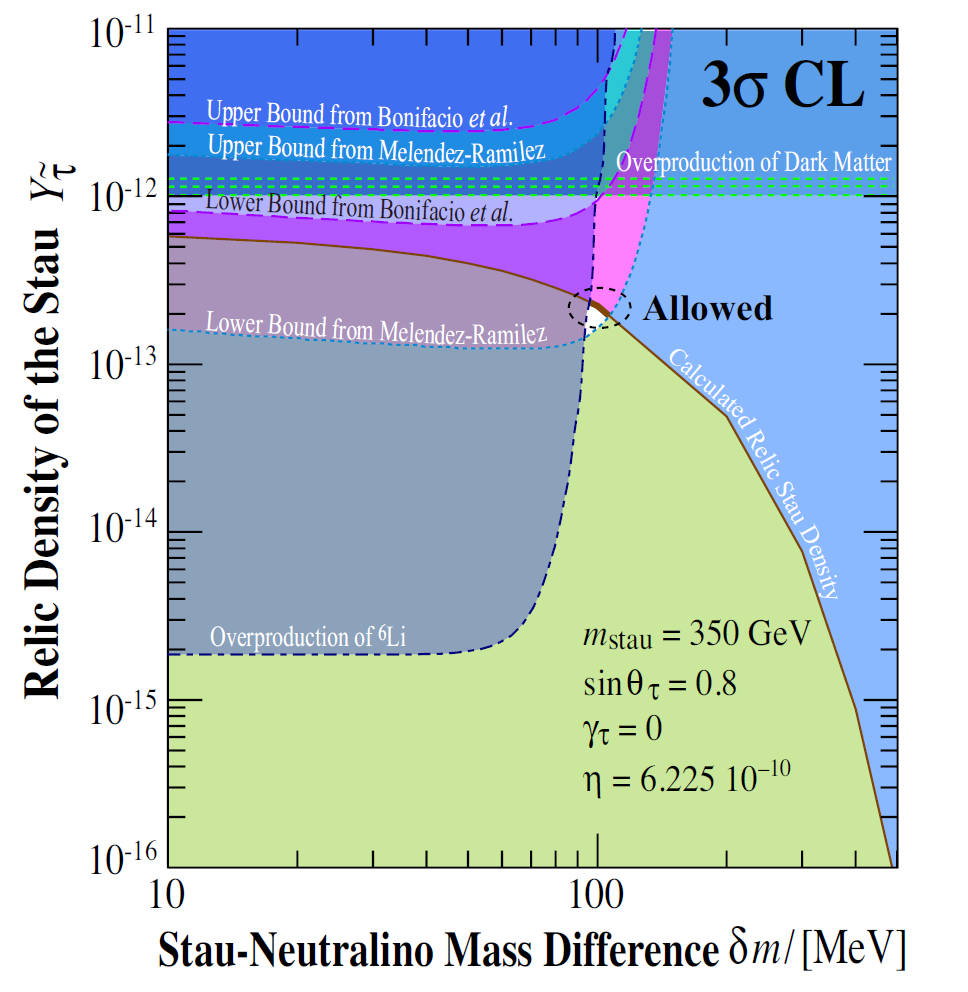 10⁻¹¹
3σ CL
Upper Bound from Bonifacio et al.
Upper Bound from Melendez-Ramilez
Overproduction of Dark Matter
10⁻¹²
Lower Bound from Bonifacio et al.
Allowed
Lower Bound from Melendez-Ramilez
10⁻¹³
Calculated Relic Stau Density
10⁻¹⁴
Overproduction of ⁶Li
mstau = 350 GeV
sinθτ = 0.8
γτ = 0
η = 6.225 10⁻¹⁰
10⁻¹⁵
10⁻¹⁶
10 100
Stau-Neutralino Mass Difference δm/[MeV]
Relic Density of the Stau Yτ̃